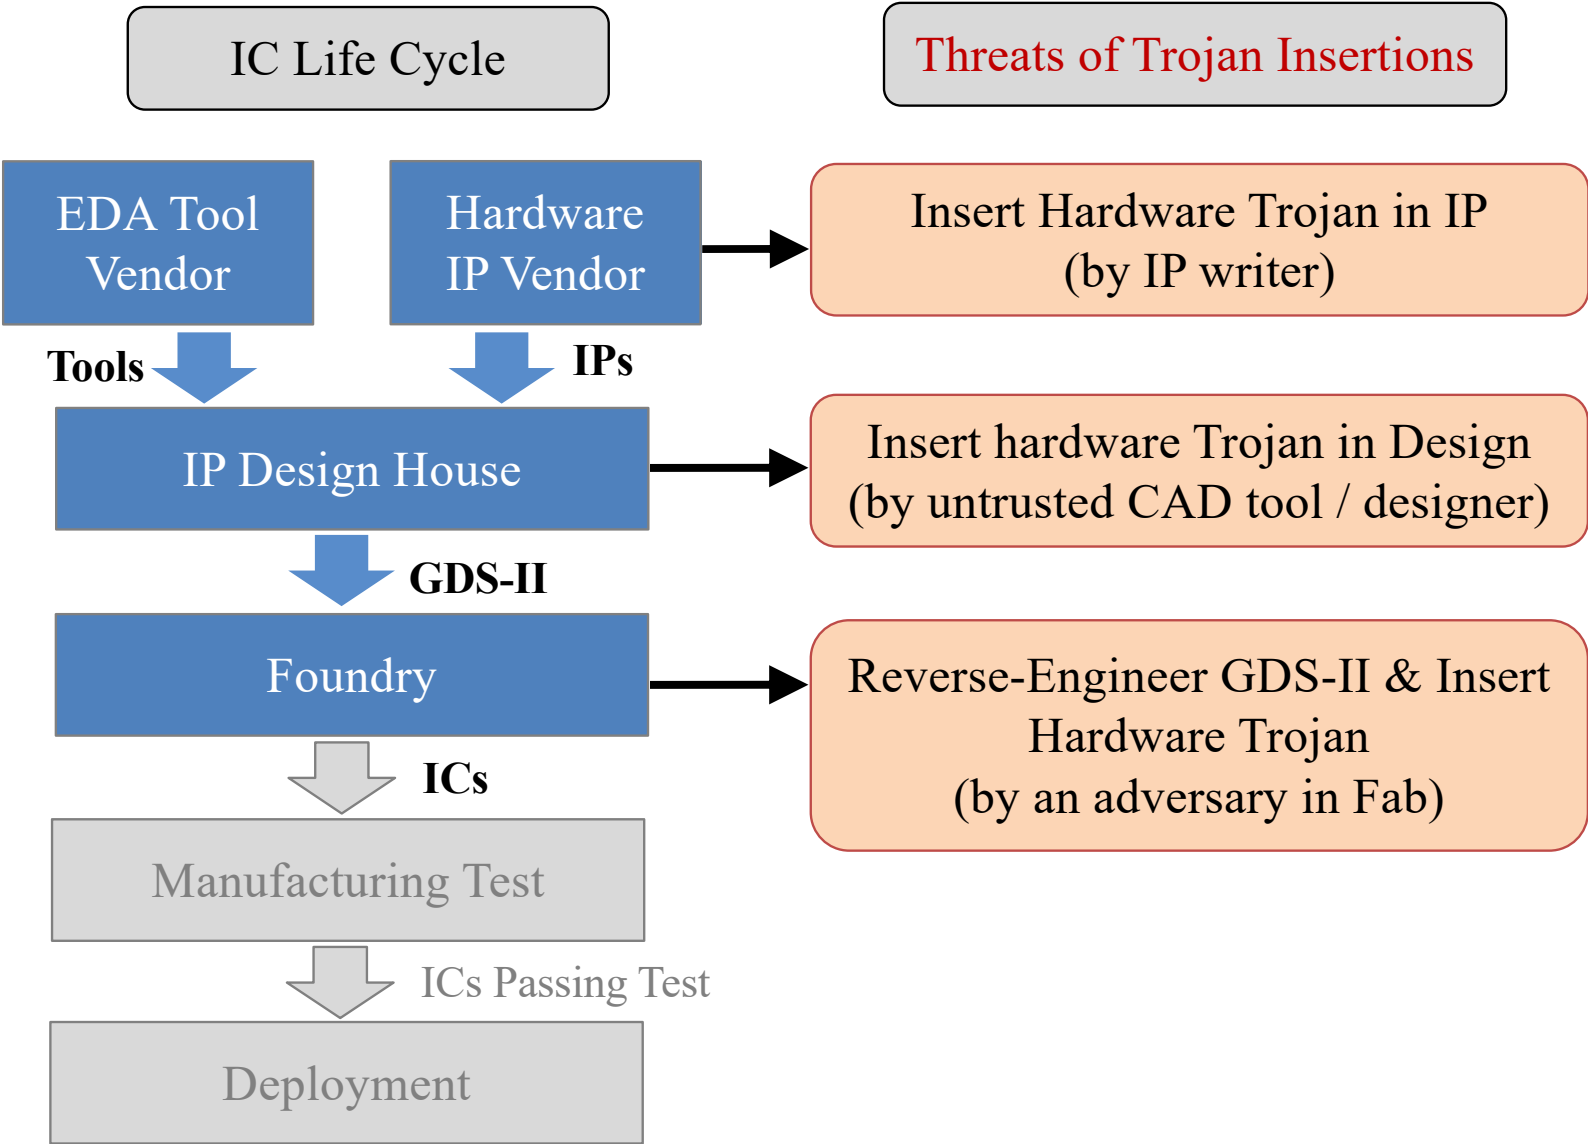 IC Life Cycle
Threats of Trojan Insertions
EDA Tool
Vendor
Hardware
IP Vendor
Insert Hardware Trojan in IP
(by IP writer)
Tools
IPs
IP Design House
Insert hardware Trojan in Design
(by untrusted CAD tool / designer)
GDS-II
Foundry
Reverse-Engineer GDS-II & Insert
Hardware Trojan
(by an adversary in Fab)
ICs
Manufacturing Test
ICs Passing Test
Deployment